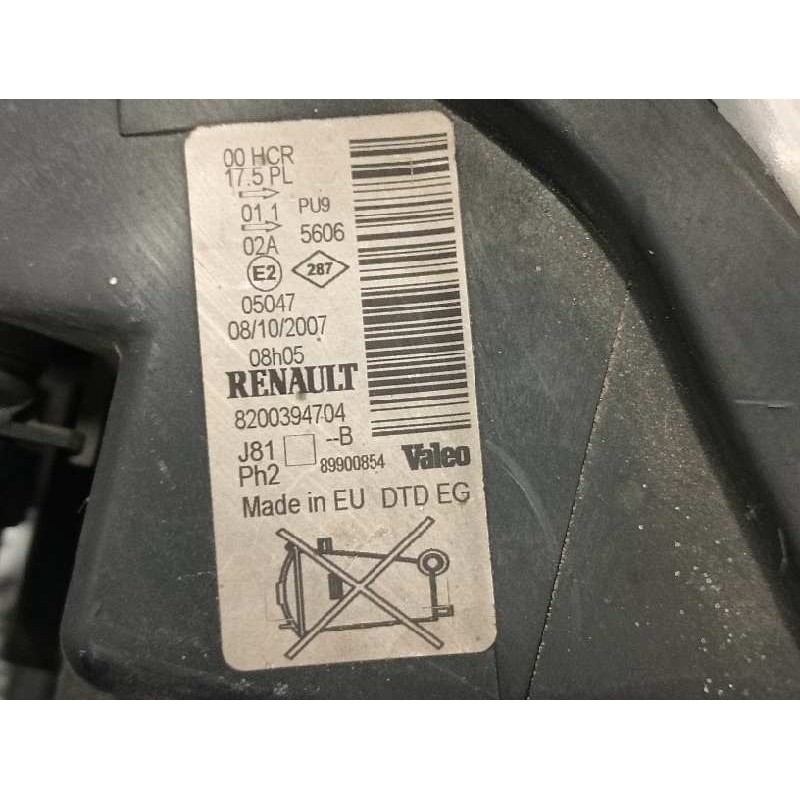 00 HCR
17.5 PL
01 1 PU9
02A 5606
E2 287
05047
08/10/2007
08h05
RENAULT
8200394704
J81 --B
Ph2 89900854 Valeo
Made in EU DTD EG